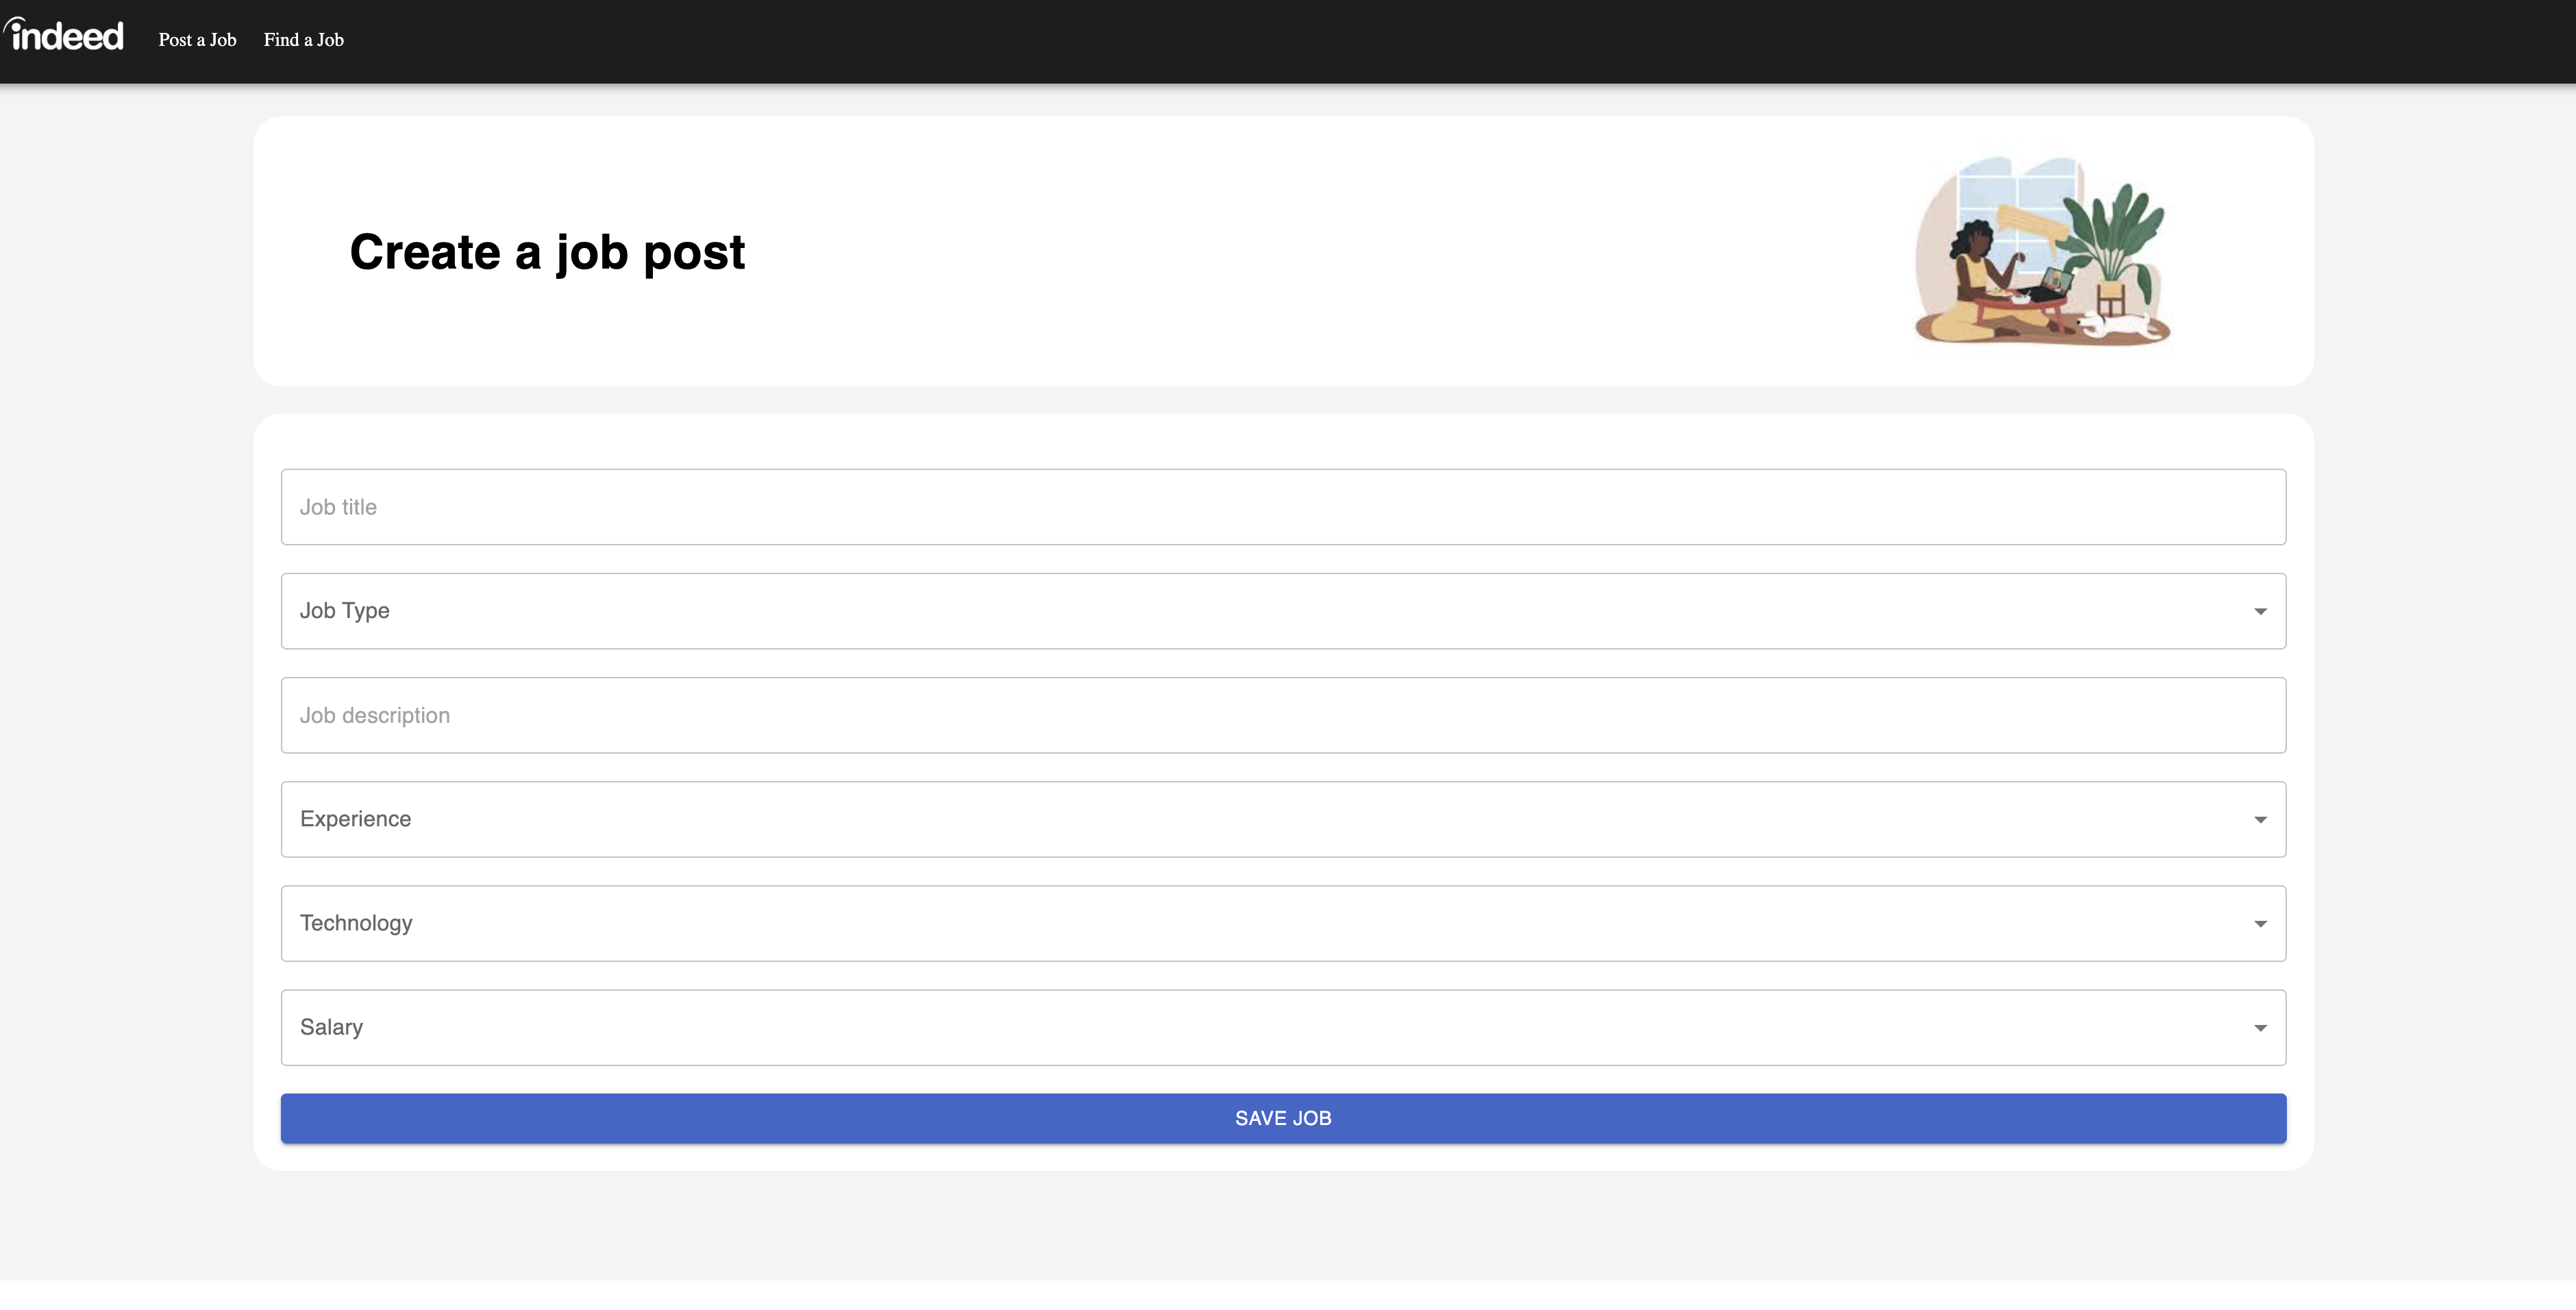 indeed Post a Job Find a Job
Create a job post
Job title
Job Type
Job description
Experience
Technology
Salary
SAVE JOB